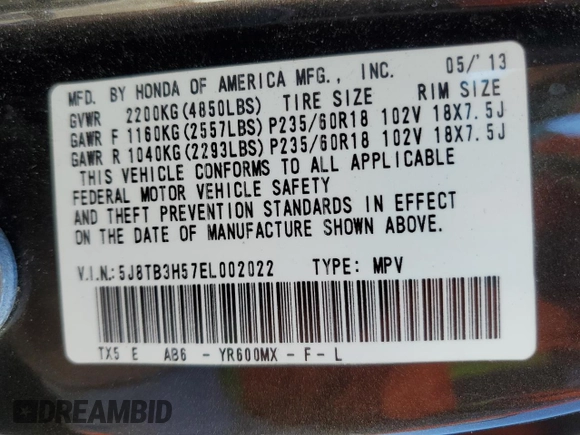 MFD. BY HONDA OF AMERICA MFG., INC. 05/'13
GVWR 2200KG(4850LBS) TIRE SIZE RIM SIZE
GAWR F 1160KG(2557LBS)P235/60R18 102V 18X7.5J
GAWR R 1040KG(2293LBS)P235/60R18 102V 18X7.5J
THIS VEHICLE CONFORMS TO ALL APPLICABLE
FEDERAL MOTOR VEHICLE SAFETY
AND THEFT PREVENTION STANDARDS IN EFFECT
ON THE DATE OF MANUFACTURE SHOWN ABOVE.
V.I.N.:5J8TB3H57EL002022 TYPE: MPV
TX5 E AB6 - YR600MX - F - L
DREAMBID